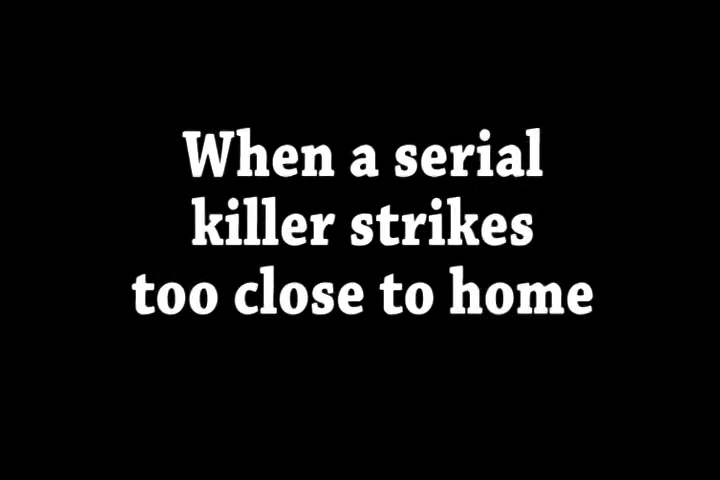 When a serial
killer strikes
too close to home